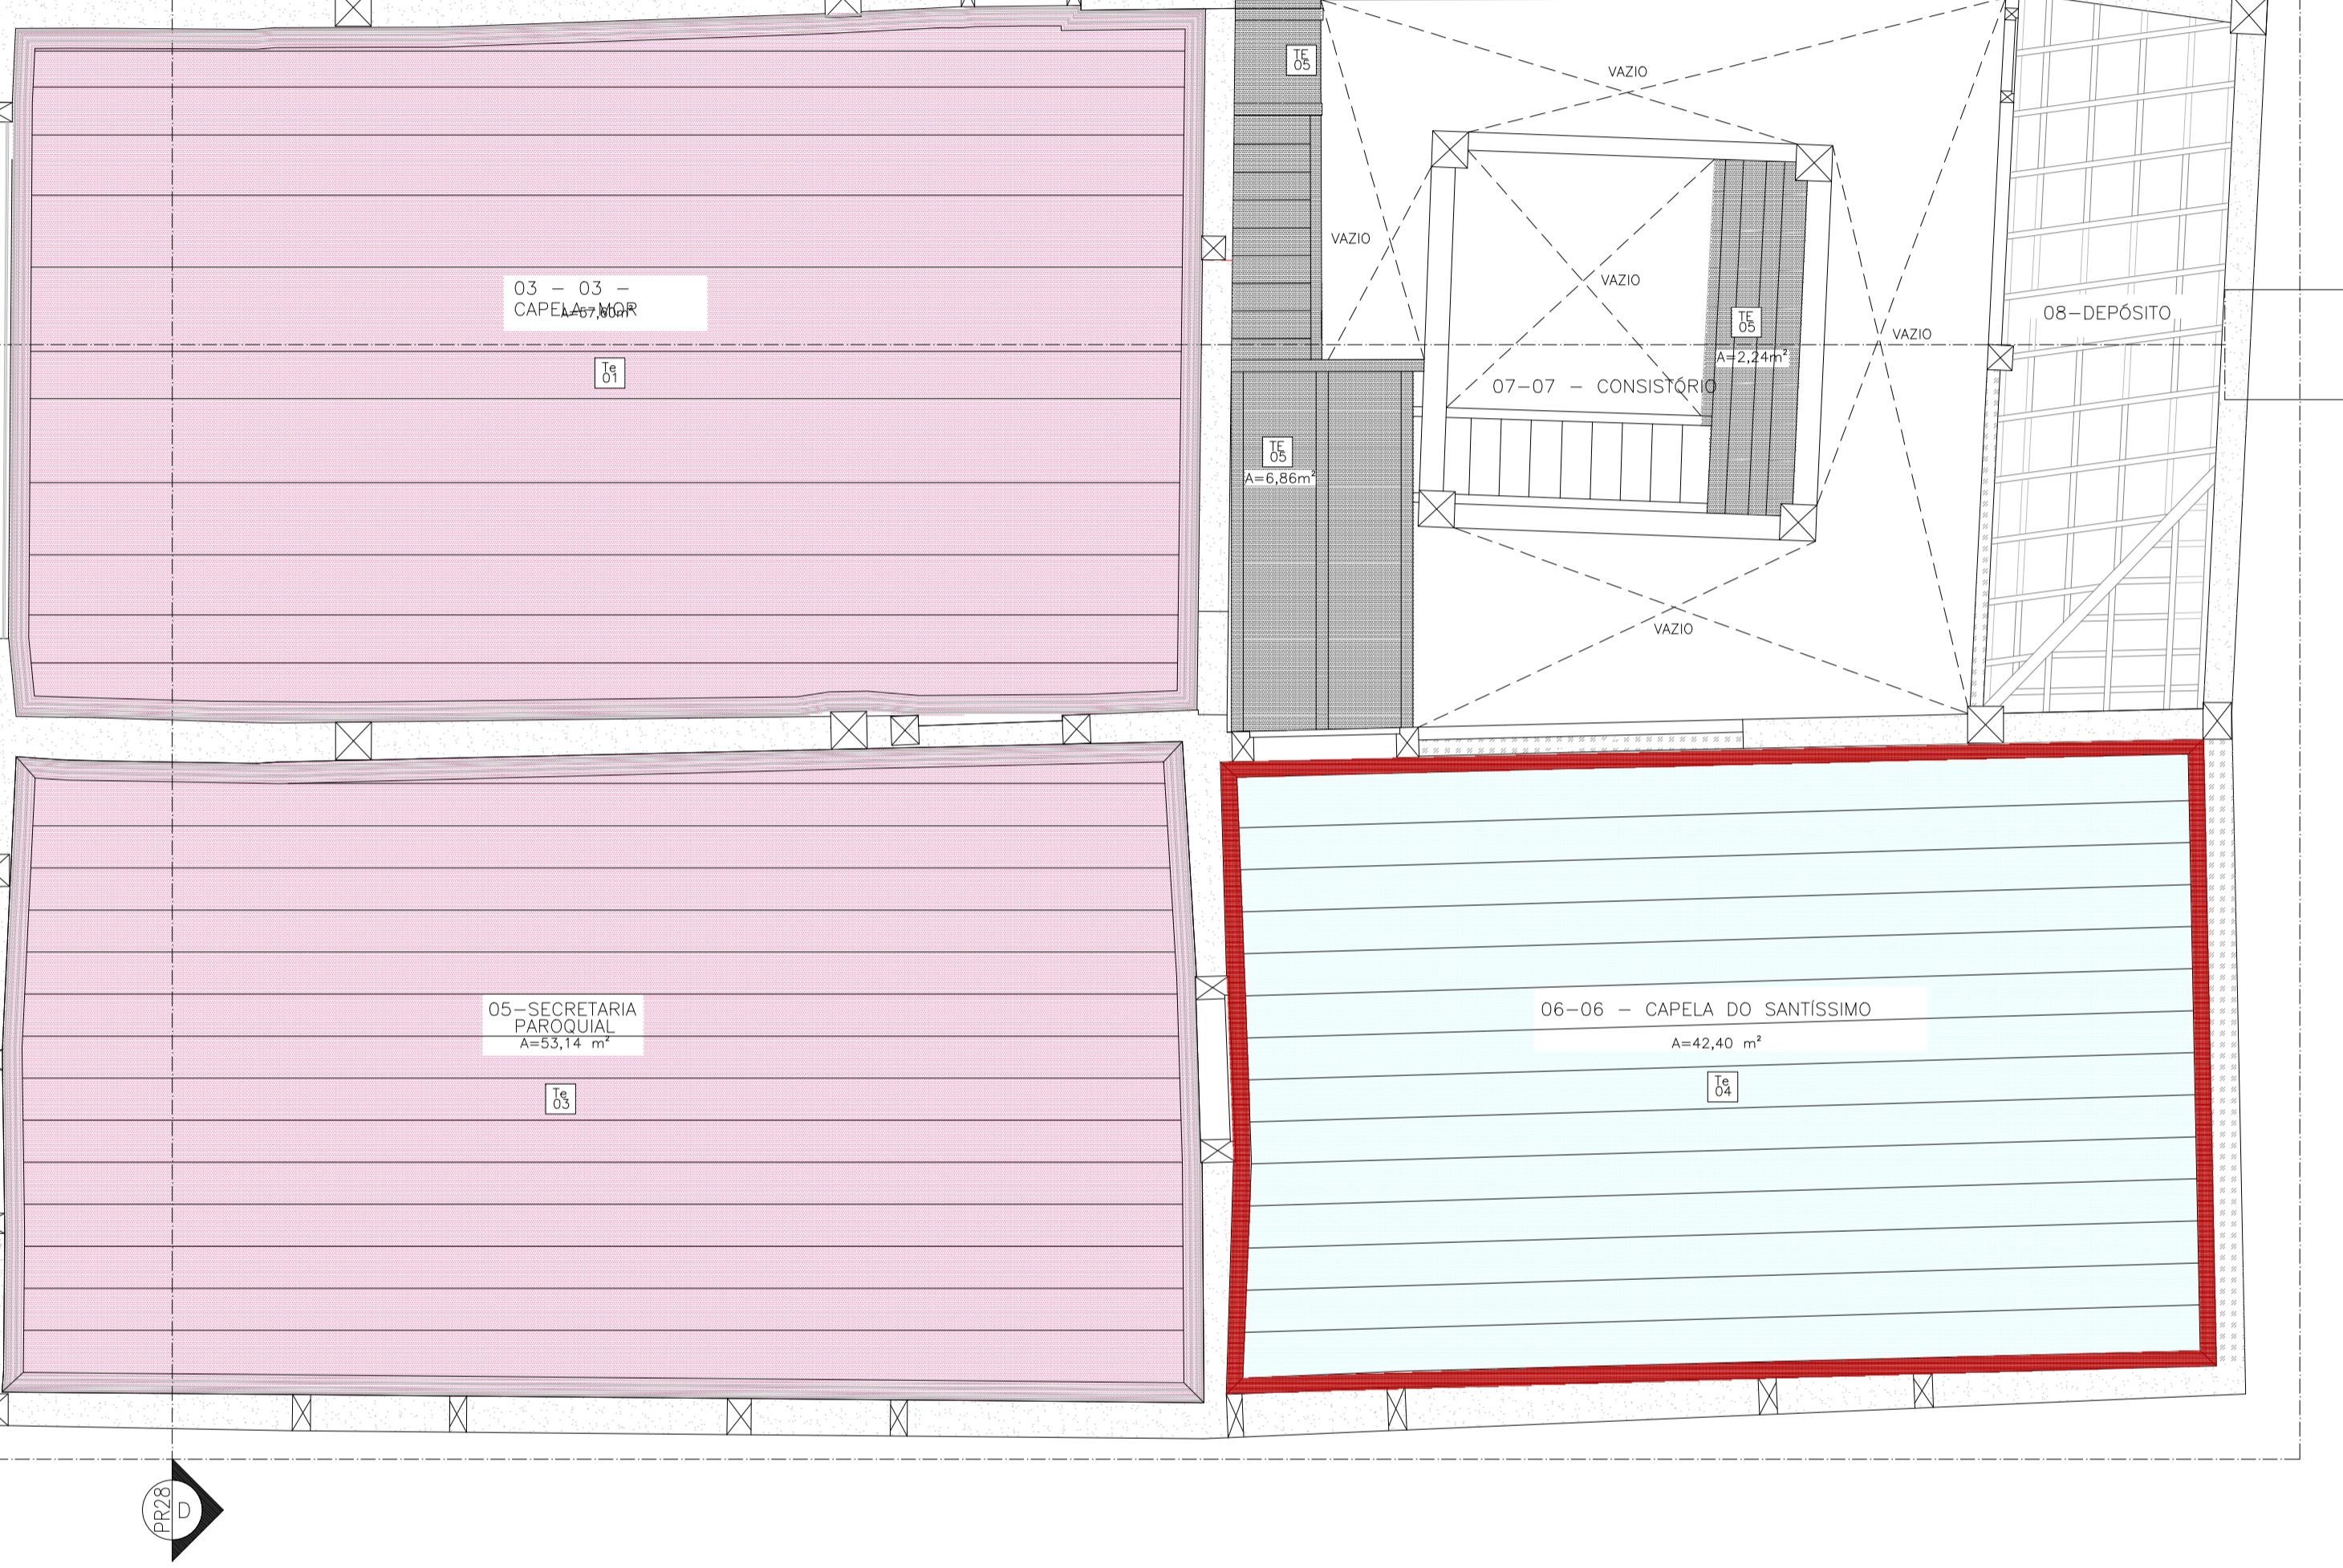 TE
05
VAZIO
VAZIO
VAZIO
03 - 03 -
CAPELA-MOR
Te
01
TE
05
A=2,24m²
VAZIO
08-DEPÓSITO
07-07 - CONSISTÓRIO
TE
05
A=6,86m²
VAZIO
05-SECRETARIA
PAROQUIAL
A=53,14 m²
Te
03
06-06 - CAPELA DO SANTÍSSIMO
A=42,40 m²
Te
04
PR28
D